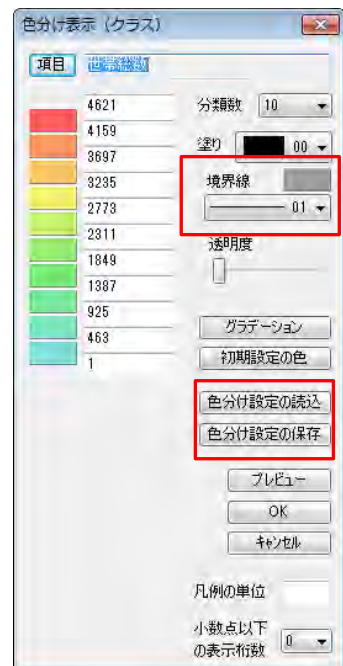 色分け表示 (クラス)
項目 世帯総数
4621
4159
3697
3235
2773
2311
1849
1387
925
463
1
分類数 10
塗り 00
境界線
01
透明度
グラデーション
初期設定の色
色分け設定の読込
色分け設定の保存
プレビュー
OK
キャンセル
凡例の単位
小数点以下
の表示桁数 0